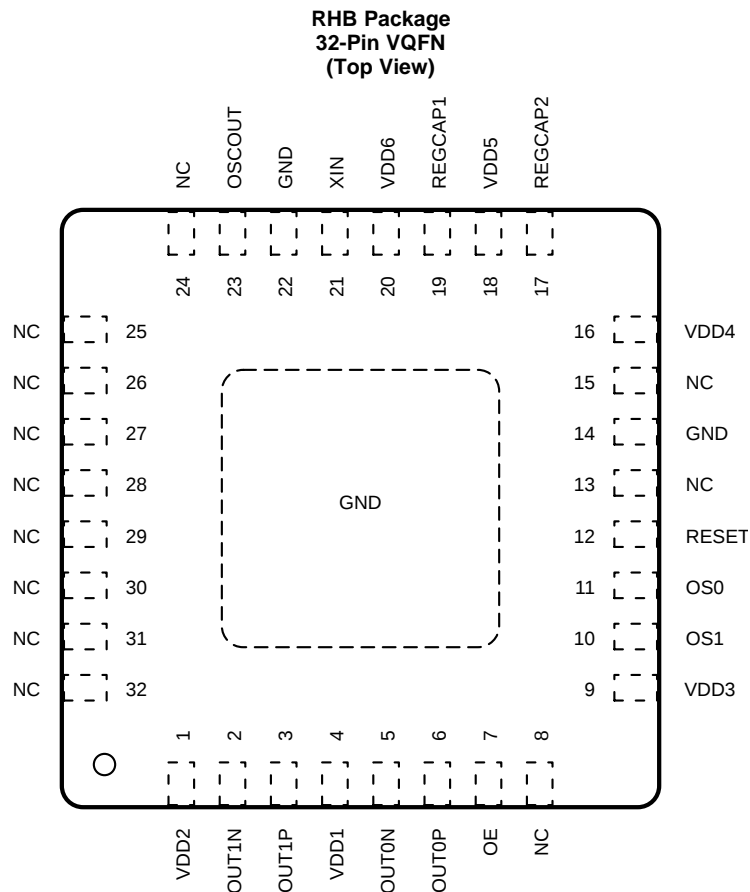 RHB Package
32-Pin VQFN
(Top View)
NC
OSCOUT
GND
XIN
VDD6
REGCAP1
VDD5
REGCAP2
24
23
22
21
20
19
18
17
NC 25
16 VDD4
NC 26
15 NC
NC 27
14 GND
NC 28
13 NC
GND
NC 29
12 RESET
NC 30
11 OS0
NC 31
10 OS1
NC 32
9 VDD3
1
2
3
4
5
6
7
8
VDD2
OUT1N
OUT1P
VDD1
OUT0N
OUT0P
OE
NC